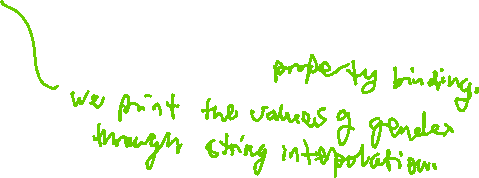 property binding.
We print the values of gender
through string interpolation.